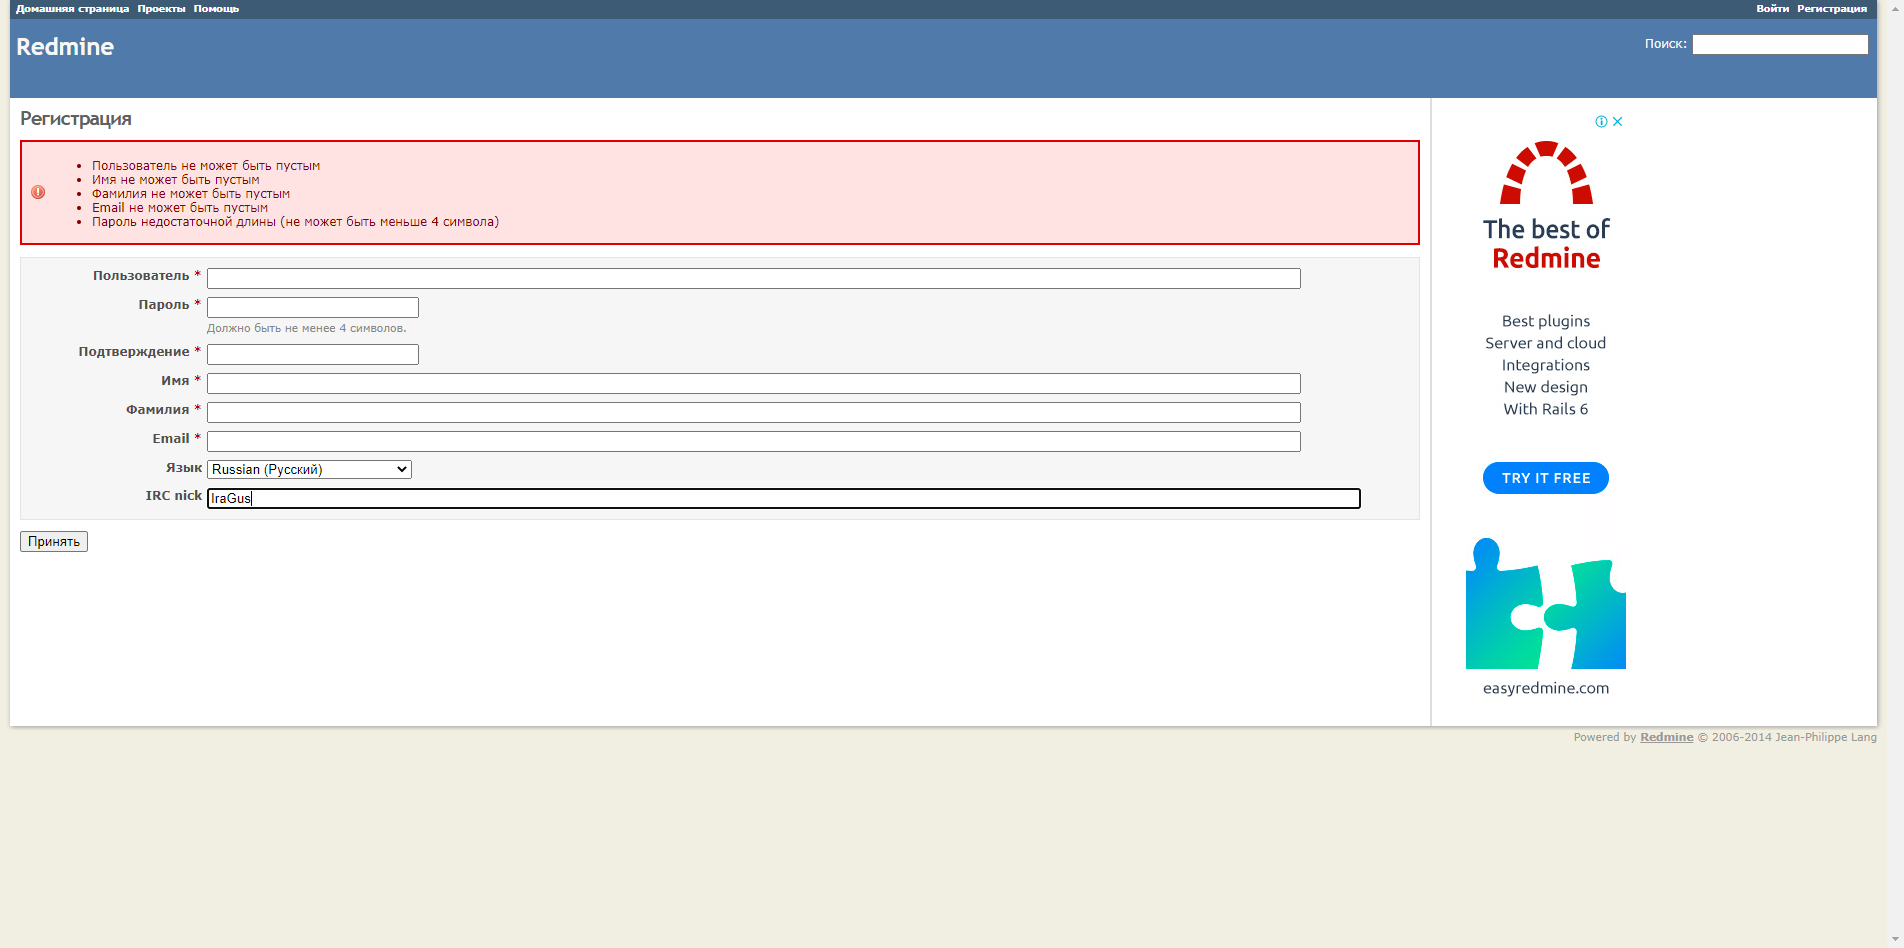 Домашняя страница Проекты Помощь
Войти Регистрация
Redmine
Поиск:
Регистрация
Пользователь не может быть пустым
Имя не может быть пустым
Фамилия не может быть пустым
Email не может быть пустым
Пароль недостаточной длины (не может быть меньше 4 символа)
Пользователь *
Пароль *
Должно быть не менее 4 символов.
Подтверждение *
Имя *
Фамилия *
Email *
Язык Russian (Русский)
IRC nick IraGus
Принять
The best of
Redmine
Best plugins
Server and cloud
Integrations
New design
With Rails 6
TRY IT FREE
easyredmine.com
Powered by Redmine © 2006-2014 Jean-Philippe Lang